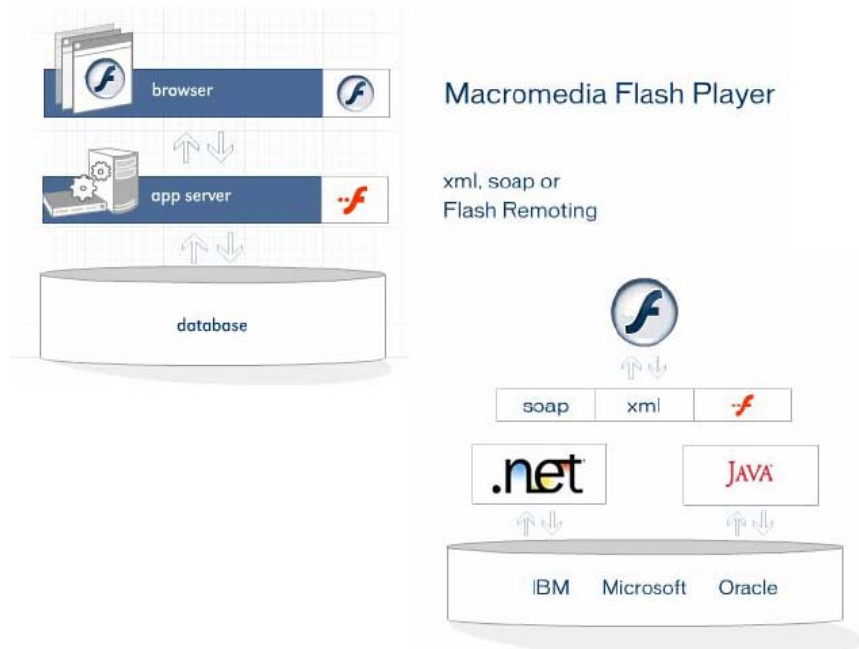 browser
Macromedia Flash Player
app server
xml, soap or
Flash Remoting
database
soap xml
.net JAVA
IBM Microsoft Oracle